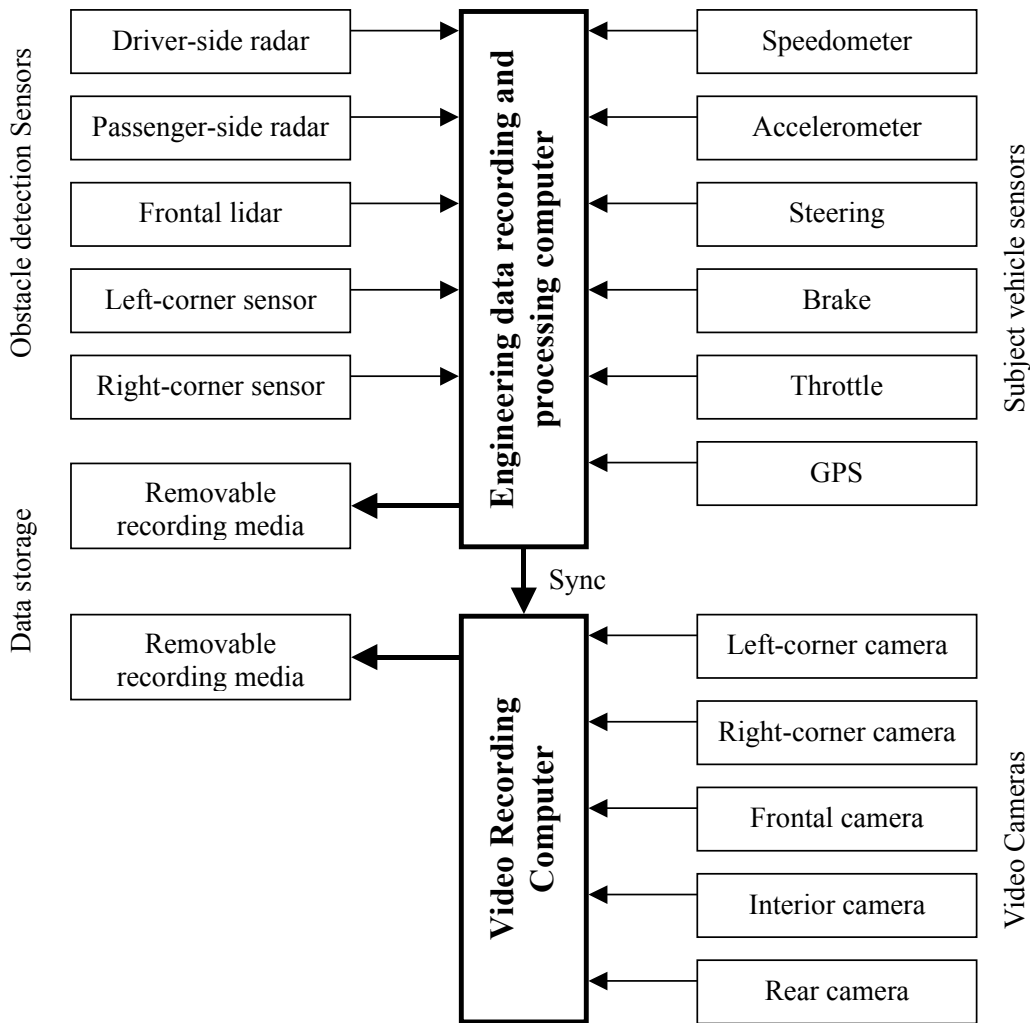 Obstacle detection Sensors
Driver-side radar
Passenger-side radar
Frontal lidar
Left-corner sensor
Right-corner sensor
Data storage
Removable
recording media
Removable
recording media
Engineering data recording and
processing computer
Sync
Video Recording
Computer
Speedometer
Accelerometer
Steering
Brake
Throttle
GPS
Subject vehicle sensors
Left-corner camera
Right-corner camera
Frontal camera
Interior camera
Rear camera
Video Cameras